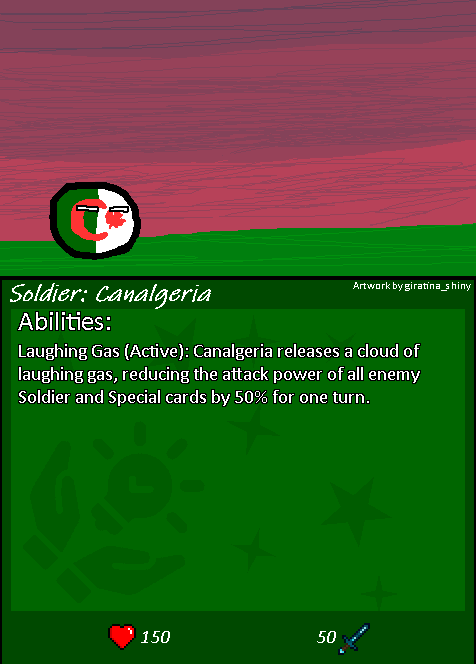 Soldier: Canalgeria
Artwork by giratina_shiny
Abilities:
Laughing Gas (Active): Canalgeria releases a cloud of
laughing gas, reducing the attack power of all enemy
Soldier and Special cards by 50% for one turn.
150
50